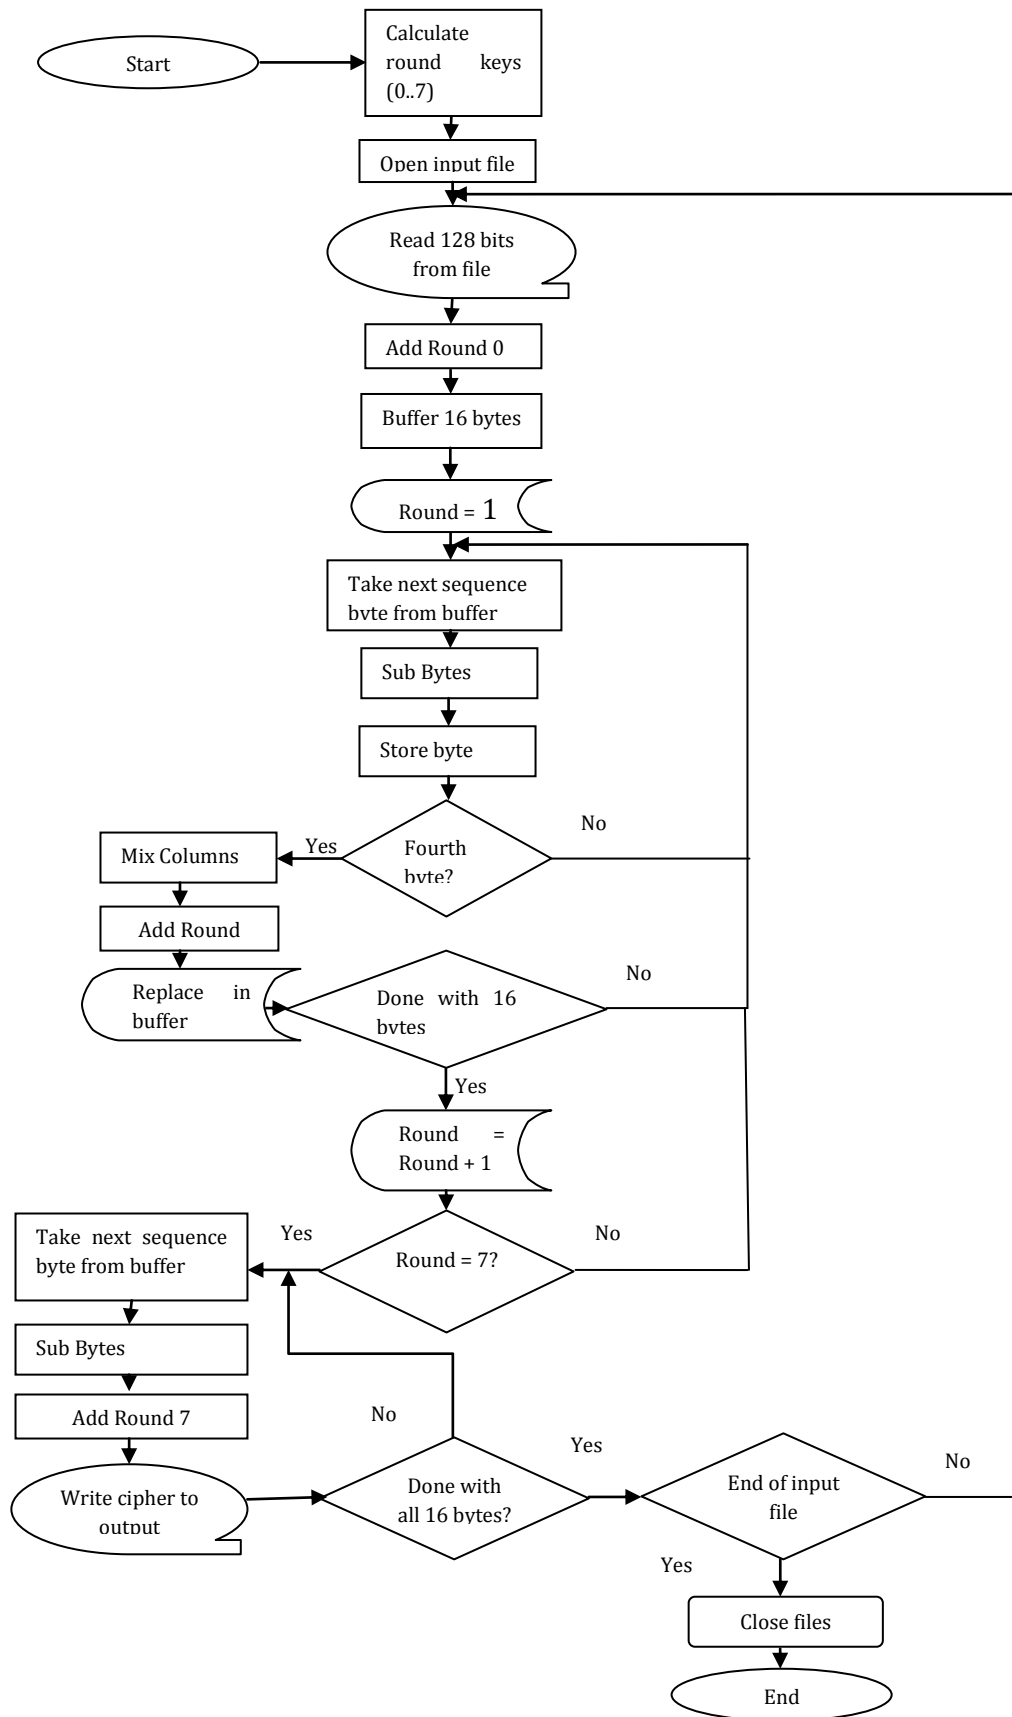 Start
Calculate
round keys
(0..7)
Open input file
Read 128 bits
from file
Add Round 0
Buffer 16 bytes
Round = 1
Take next sequence
byte from buffer
Sub Bytes
Store byte
Fourth
byte?
Yes
No
Mix Columns
Add Round
Replace in
buffer
Done with 16
bytes
No
Yes
Round =
Round + 1
Round = 7?
Yes
No
Take next sequence
byte from buffer
Sub Bytes
Add Round 7
Write cipher to
output
Done with
all 16 bytes?
No
Yes
End of input
file
No
Yes
Close files
End